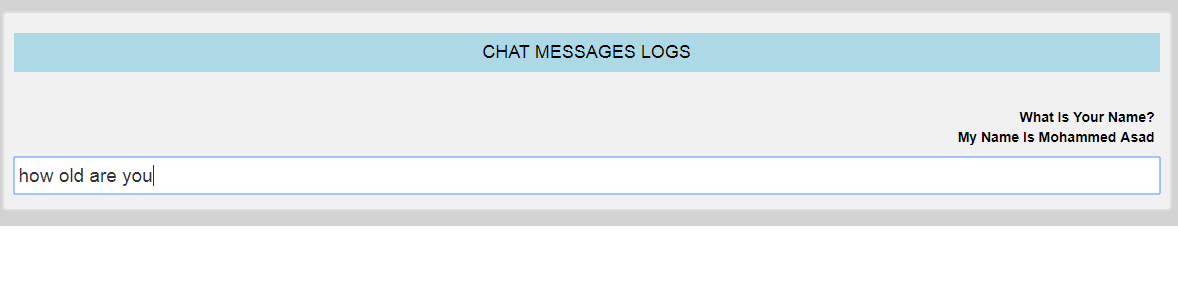 CHAT MESSAGES LOGS
What Is Your Name?
My Name Is Mohammed Asad
how old are you